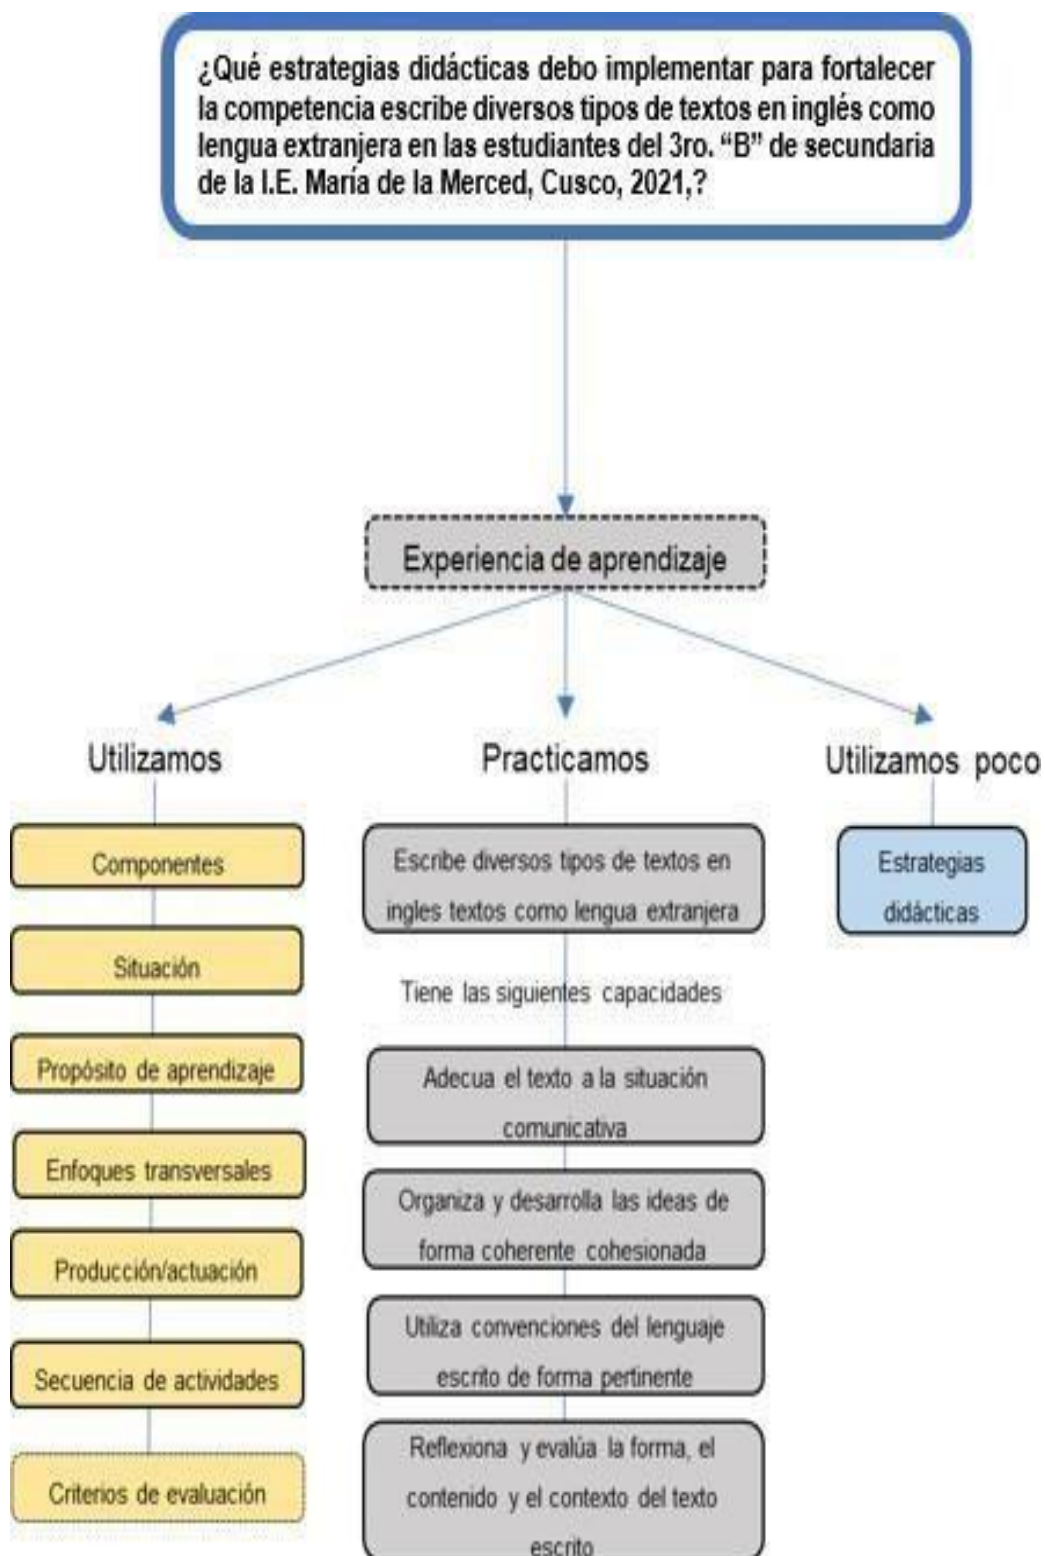 ¿Qué estrategias didácticas debo implementar para fortalecer
la competencia escribe diversos tipos de textos en inglés como
lengua extranjera en las estudiantes del 3ro. “B” de secundaria
de la I.E. María de la Merced, Cusco, 2021,?
Experiencia de aprendizaje
Utilizamos
Componentes
Situación
Propósito de aprendizaje
Enfoques transversales
Producción/actuación
Secuencia de actividades
Criterios de evaluación
Practicamos
Escribe diversos tipos de textos en
ingles textos como lengua extranjera
Tiene las siguientes capacidades
Adecua el texto a la situación
comunicativa
Organiza y desarrolla las ideas de
forma coherente cohesionada
Utiliza convenciones del lenguaje
escrito de forma pertinente
Reflexiona y evalúa la forma, el
contenido y el contexto del texto
escrito
Utilizamos poco
Estrategias
didácticas